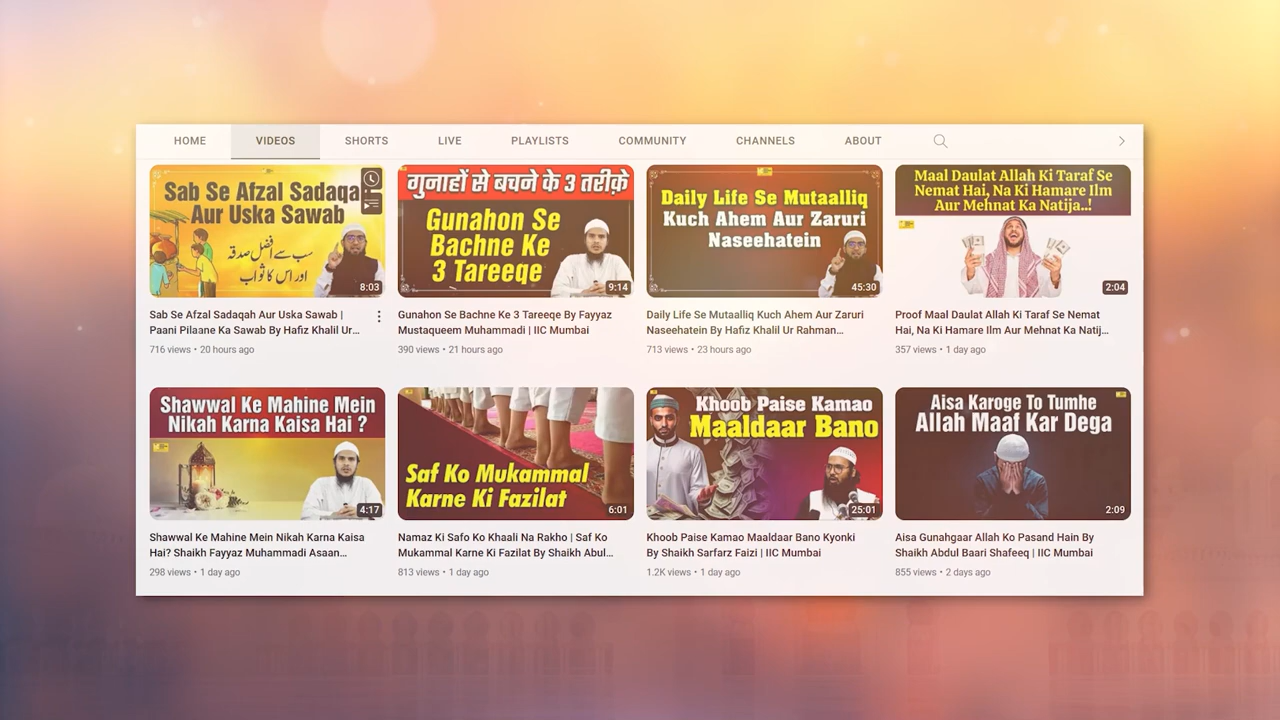 HOME VIDEOS SHORTS LIVE PLAYLISTS COMMUNITY CHANNELS ABOUT
Sab Se Afzal Sadaqa
Aur Uska Sawab
سب سے افضل صدقہ
اور اس کا ثواب
8:03
Sab Se Afzal Sadaqah Aur Uska Sawab |
Paani Pilaane Ka Sawab By Hafiz Khalil Ur...
716 views • 20 hours ago
गुनाहों से बचने के 3 तरीक़े
Gunahon Se
Bachne Ke
3 Tareeqe
9:14
Gunahon Se Bachne Ke 3 Tareeqe By Fayyaz
Mustaqueem Muhammadi | IIC Mumbai
390 views • 21 hours ago
Daily Life Se Mutaalliq
Kuch Ahem Aur Zaruri
Naseehatein
45:30
Daily Life Se Mutaalliq Kuch Ahem Aur Zaruri
Naseehatein By Hafiz Khalil Ur Rahman...
713 views • 23 hours ago
Maal Daulat Allah Ki Taraf Se
Nemat Hai, Na Ki Hamare Ilm
Aur Mehnat Ka Natija..!
2:04
Proof Maal Daulat Allah Ki Taraf Se Nemat
Hai, Na Ki Hamare Ilm Aur Mehnat Ka Natij...
357 views • 1 day ago
Shawwal Ke Mahine Mein
Nikah Karna Kaisa Hai ?
4:17
Shawwal Ke Mahine Mein Nikah Karna Kaisa
Hai? Shaikh Fayyaz Muhammadi Asaan...
298 views • 1 day ago
Saf Ko Mukammal
Karne Ki Fazilat
6:01
Namaz Ki Safo Ko Khaali Na Rakho | Saf Ko
Mukammal Karne Ki Fazilat By Shaikh Abul...
813 views • 1 day ago
Khoob Paise Kamao
Maaldaar Bano
25:01
Khoob Paise Kamao Maaldaar Bano Kyonki
By Shaikh Sarfarz Faizi | IIC Mumbai
1.2K views • 1 day ago
Aisa Karoge To Tumhe
Allah Maaf Kar Dega
2:09
Aisa Gunahgaar Allah Ko Pasand Hain By
Shaikh Abdul Baari Shafeeq | IIC Mumbai
855 views • 2 days ago